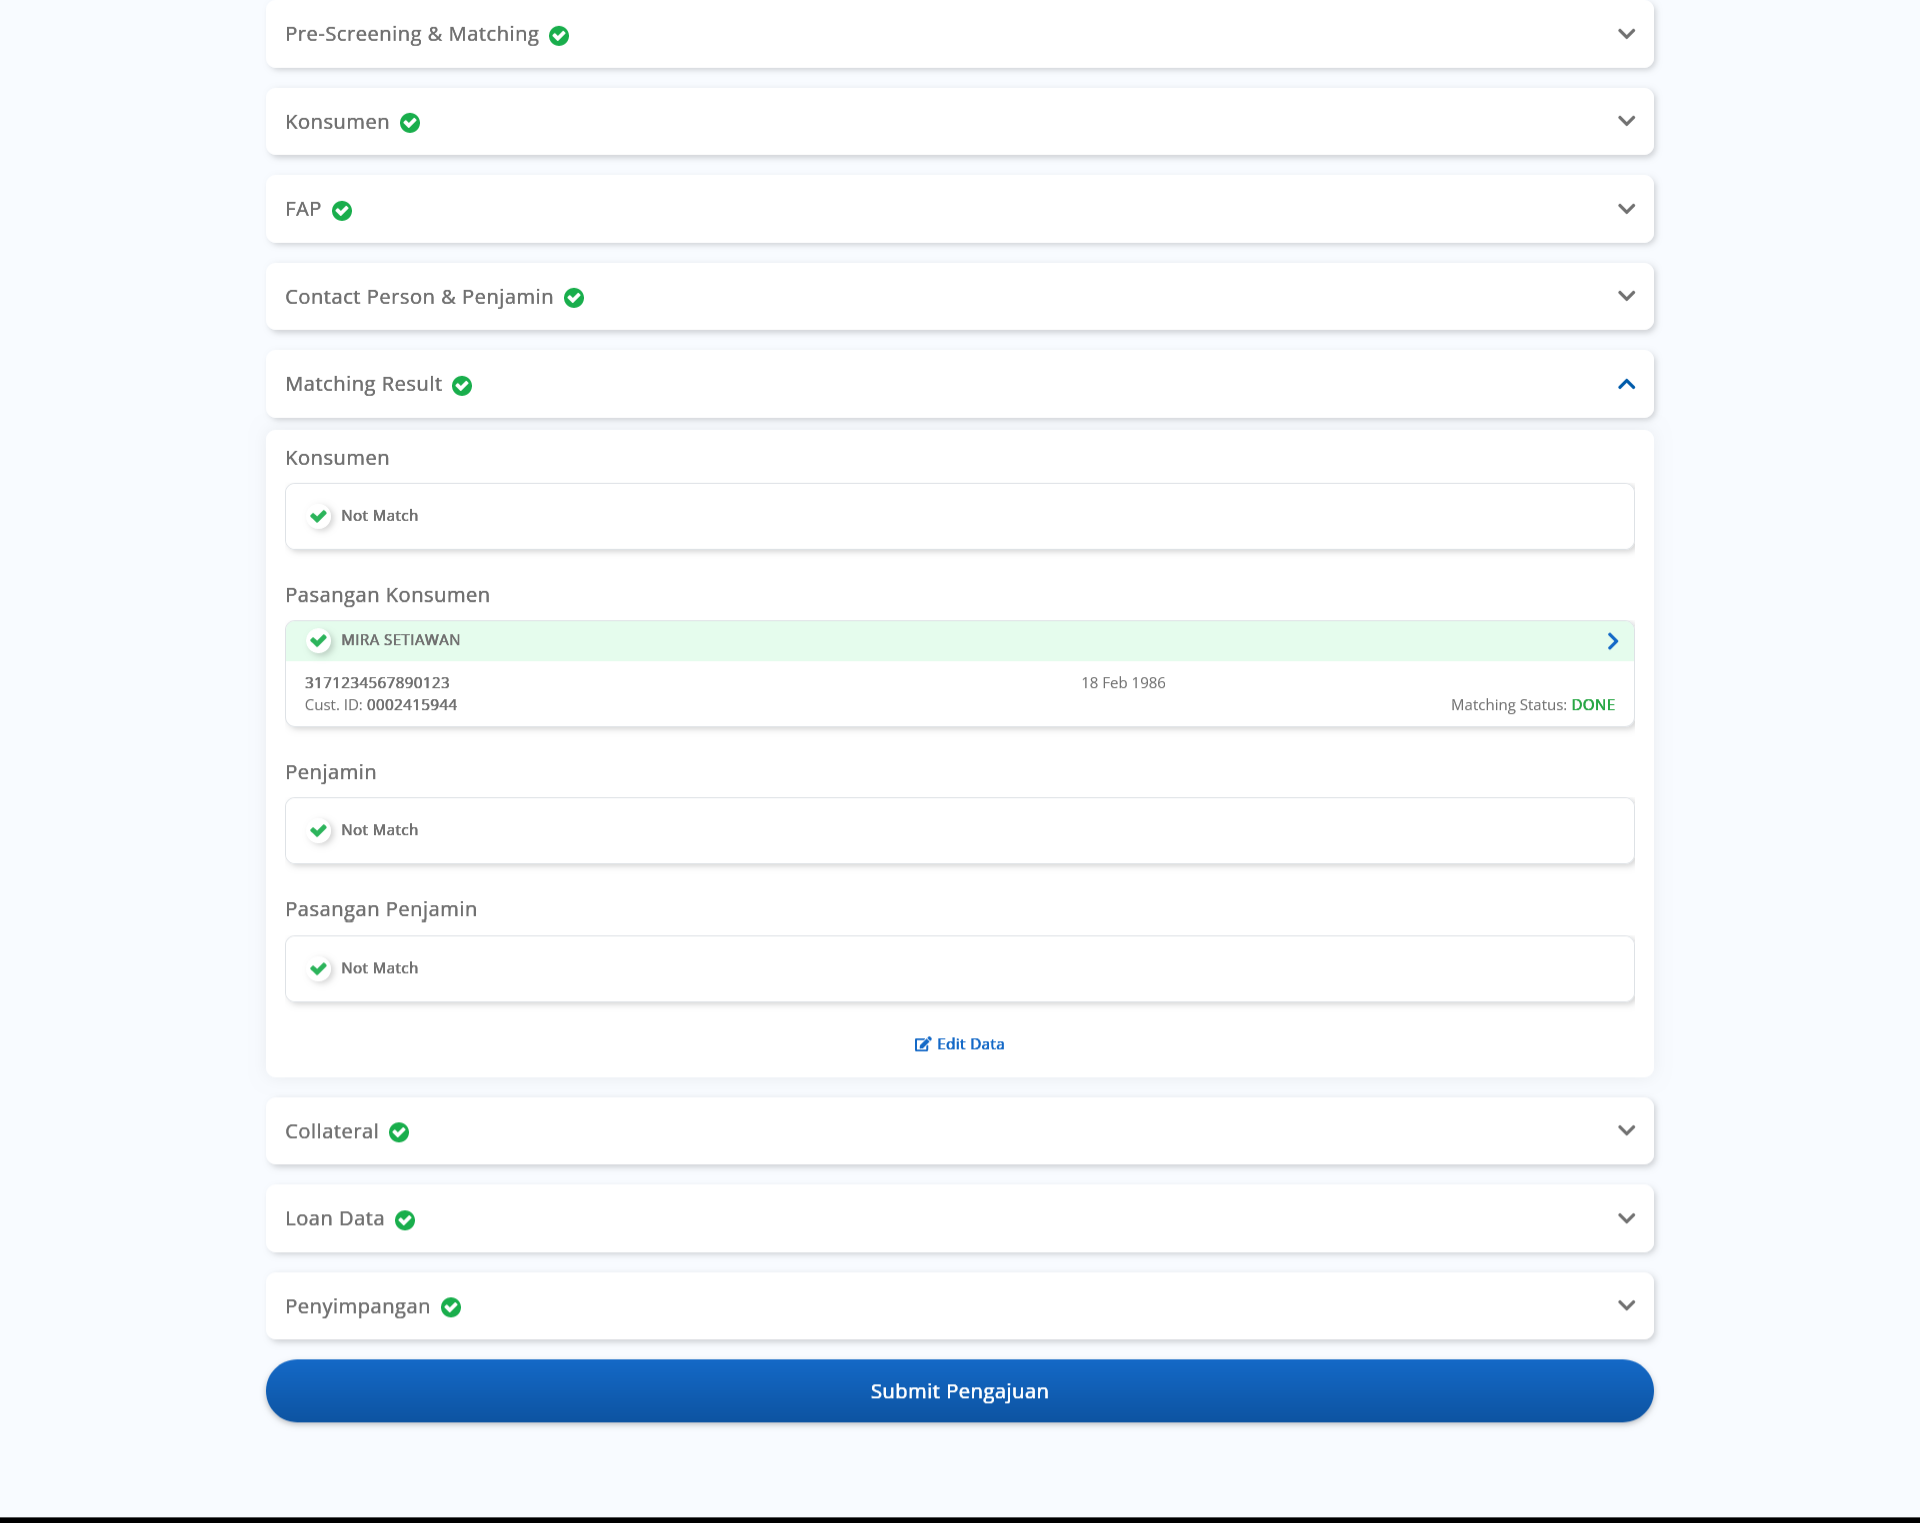 Pre-Screening & Matching
Konsumen
FAP
Contact Person & Penjamin
Matching Result
Konsumen
Not Match
Pasangan Konsumen
MIRA SETIAWAN
3171234567890123 18 Feb 1986
Cust. ID: 0002415944 Matching Status: DONE
Penjamin
Not Match
Pasangan Penjamin
Not Match
Edit Data
Collateral
Loan Data
Penyimpangan
Submit Pengajuan